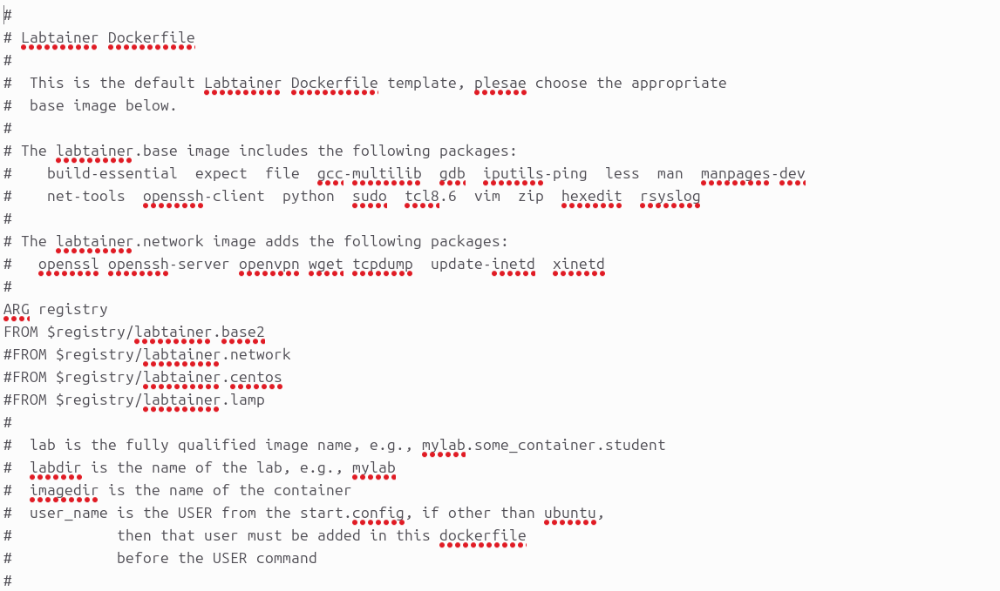 #
# Labtainer Dockerfile
#
#  This is the default Labtainer Dockerfile template, plesae choose the appropriate
#  base image below.
#
# The labtainer.base image includes the following packages:
#    build-essential  expect  file  gcc-multilib  gdb  iputils-ping  less  man  manpages-dev
#    net-tools  openssh-client  python  sudo  tcl8.6  vim  zip  hexedit  rsyslog
#
# The labtainer.network image adds the following packages:
#   openssl openssh-server openvpn wget tcpdump  update-inetd  xinetd
#
ARG registry
FROM $registry/labtainer.base2
#FROM $registry/labtainer.network
#FROM $registry/labtainer.centos
#FROM $registry/labtainer.lamp
#
#  lab is the fully qualified image name, e.g., mylab.some_container.student
#  labdir is the name of the lab, e.g., mylab
#  imagedir is the name of the container
#  user_name is the USER from the start.config, if other than ubuntu,
#            then that user must be added in this dockerfile
#            before the USER command
#